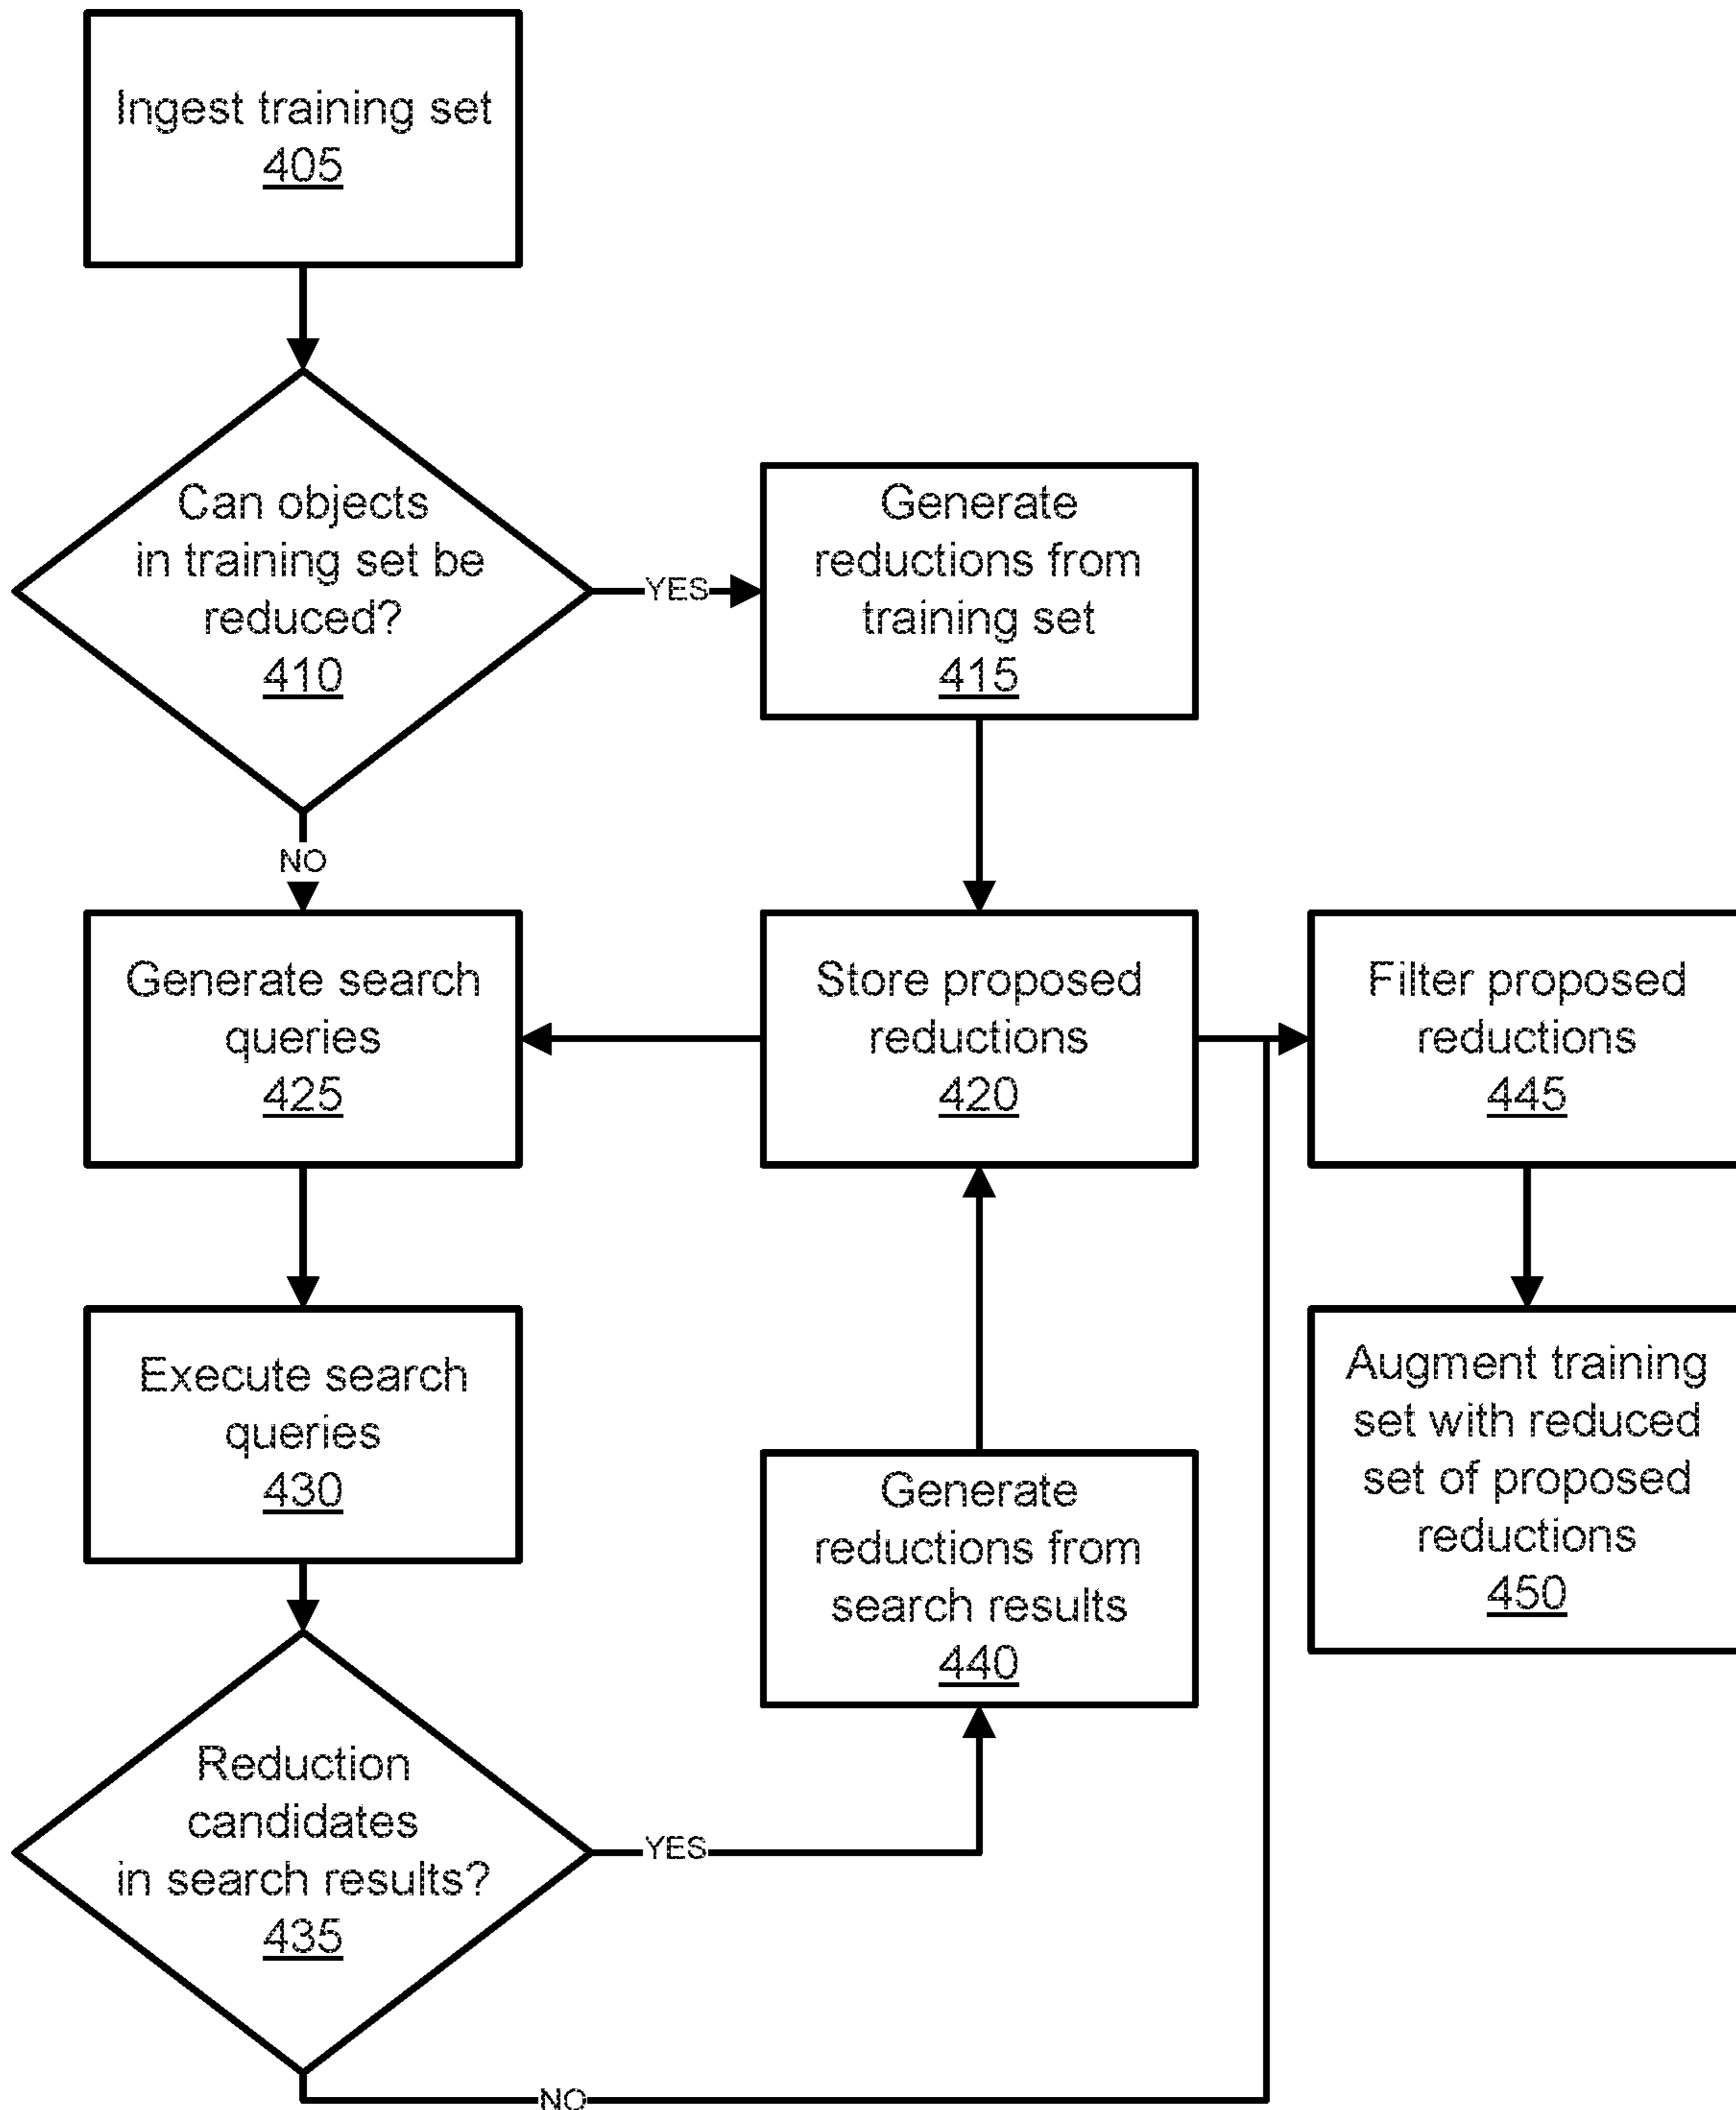 Ingest training set
405
Can objects
in training set be
reduced?
410
YES
Generate
reductions from
training set
415
NO
Generate search
queries
425
Store proposed
reductions
420
Filter proposed
reductions
445
Execute search
queries
430
Generate
reductions from
search results
440
Augment training
set with reduced
set of proposed
reductions
450
Reduction
candidates
in search results?
435
YES
NO